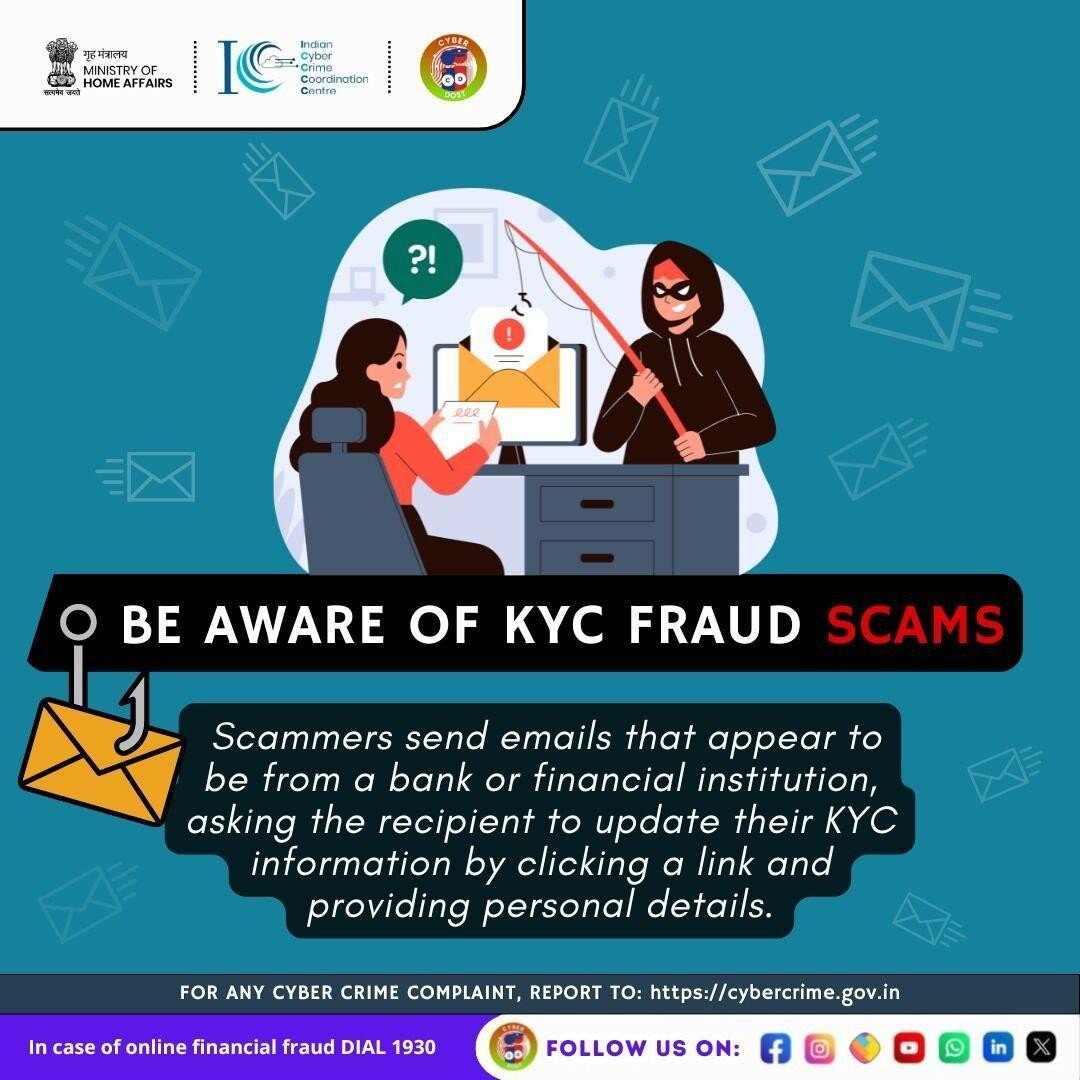 गृह मंत्रालय
MINISTRY OF
HOME AFFAIRS
सत्यमेव जयते
Indian
Cyber
Crime
Coordination
Centre
CYBER
DOST
?!
!
BE AWARE OF KYC FRAUD SCAMS
Scammers send emails that appear to
be from a bank or financial institution,
asking the recipient to update their KYC
information by clicking a link and
providing personal details.
FOR ANY CYBER CRIME COMPLAINT, REPORT TO: https://cybercrime.gov.in
In case of online financial fraud DIAL 1930
CYBER
DOST
FOLLOW US ON: